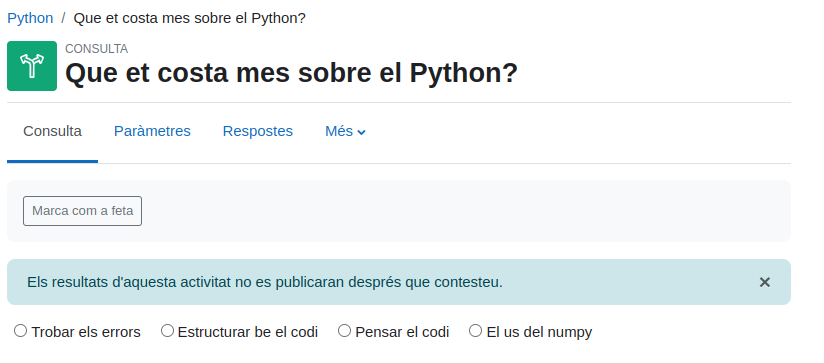 Python / Que et costa mes sobre el Python?
CONSULTA
Que et costa mes sobre el Python?
Consulta Paràmetres Respostes Més
Marca com a feta
Els resultats d'aquesta activitat no es publicaran després que contesteu. ×
Trobar els errors Estructurar be el codi Pensar el codi El us del numpy